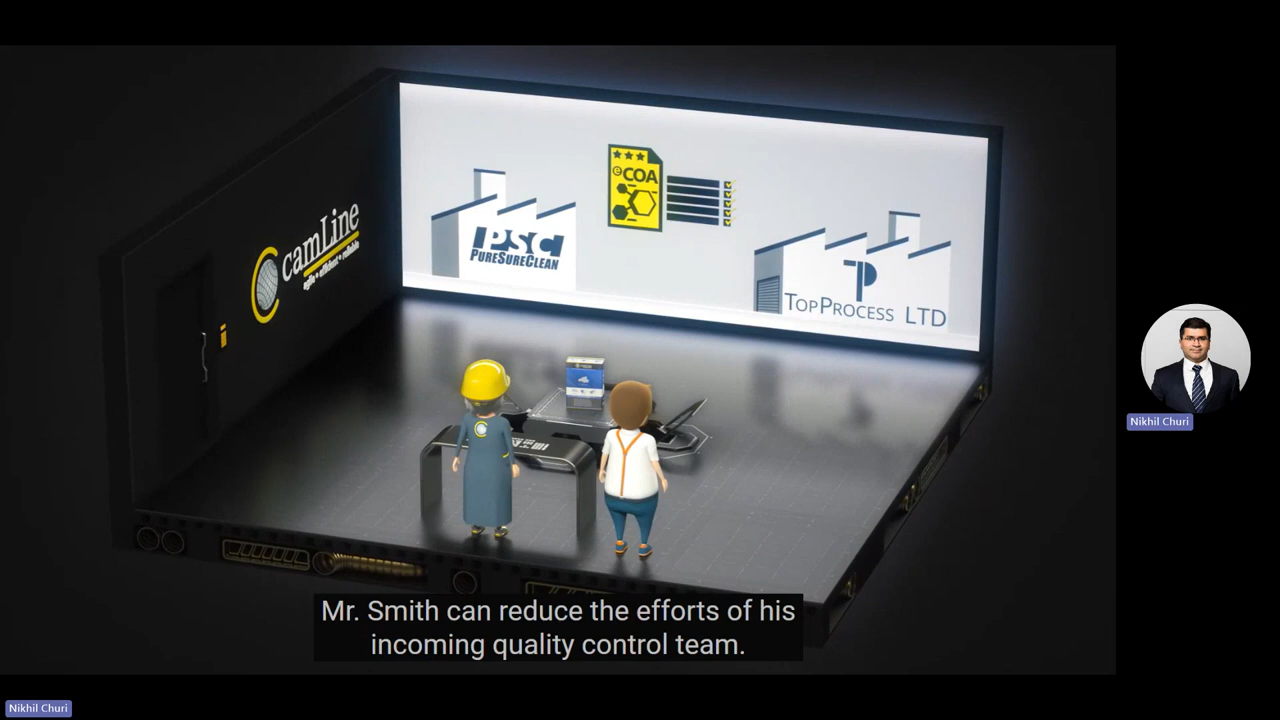 eCOA
PSC
PURESURECLEAN
TOPPROCESS LTD
camLine
agile • efficient • reliable
Mr. Smith can reduce the efforts of his
incoming quality control team.
Nikhil Churi
Nikhil Churi